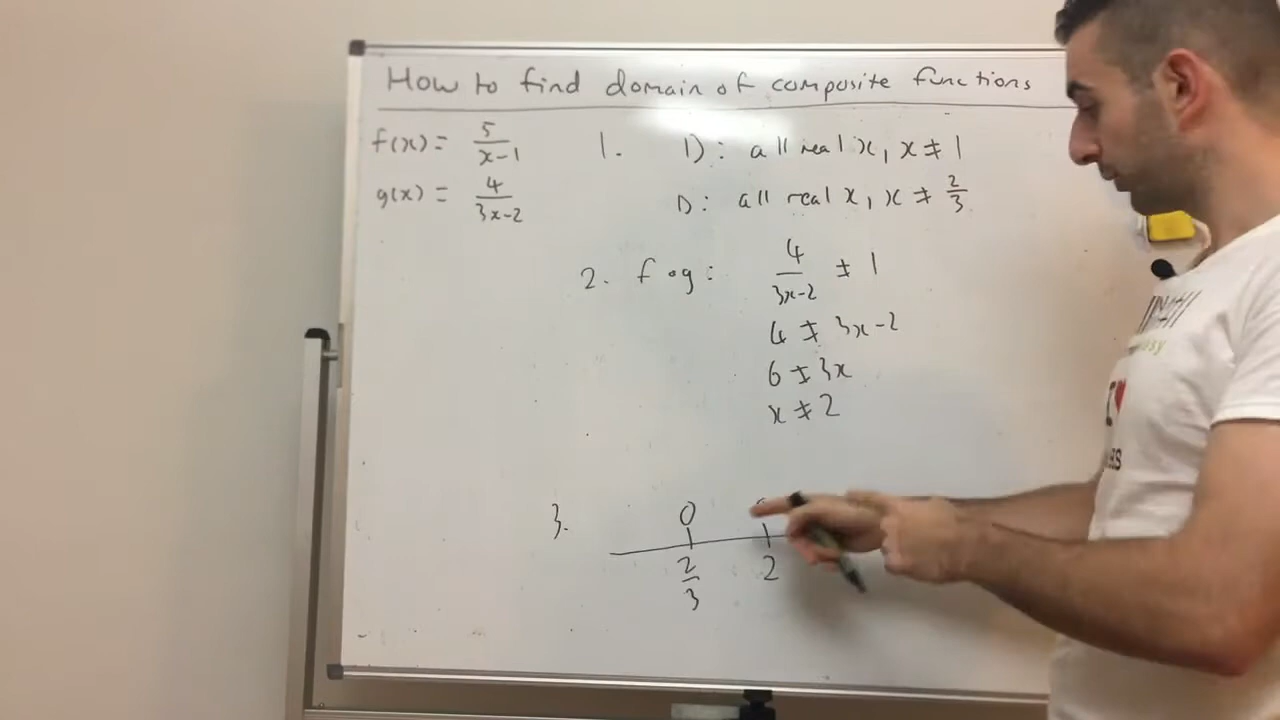 How to find domain of composite functions
f(x) = 5/(x-1)
g(x) = 4/(3x-2)
1. D: all real x, x ≠ 1
D: all real x, x ≠ 2/3
2. f o g: 4/(3x-2) ≠ 1
4 ≠ 3x-2
6 ≠ 3x
x ≠ 2
3. 0
2/3 2
I ♥